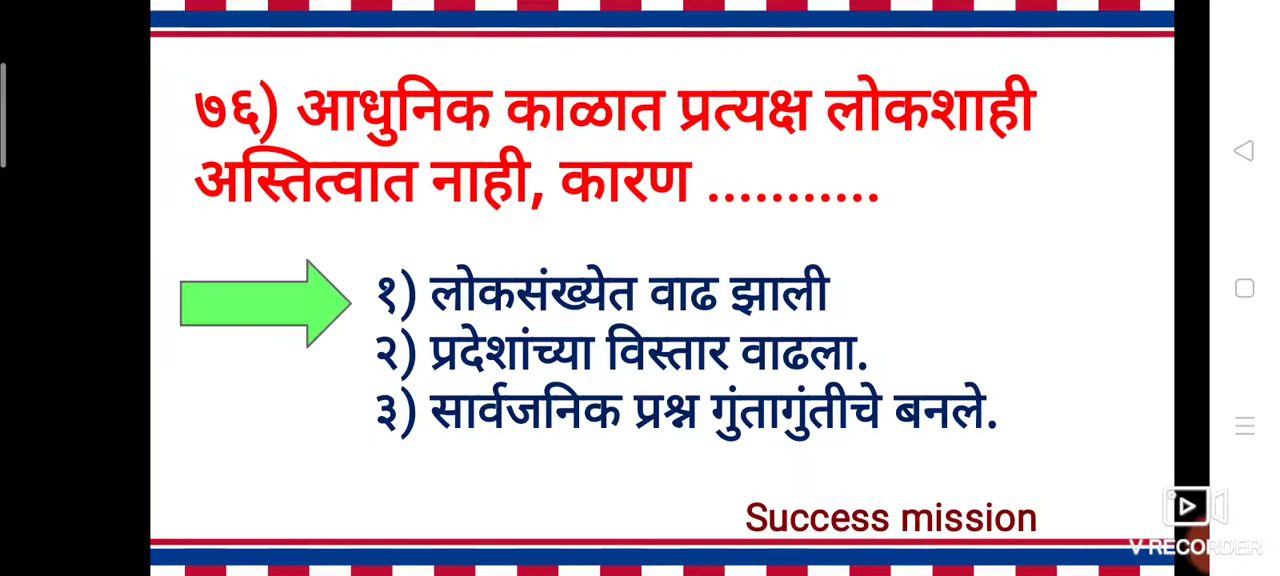 ७६) आधुनिक काळात प्रत्यक्ष लोकशाही
अस्तित्वात नाही, कारण ...........
१) लोकसंख्येत वाढ झाली
२) प्रदेशांच्या विस्तार वाढला.
३) सार्वजनिक प्रश्न गुंतागुंतीचे बनले.
Success mission
V RECORDER